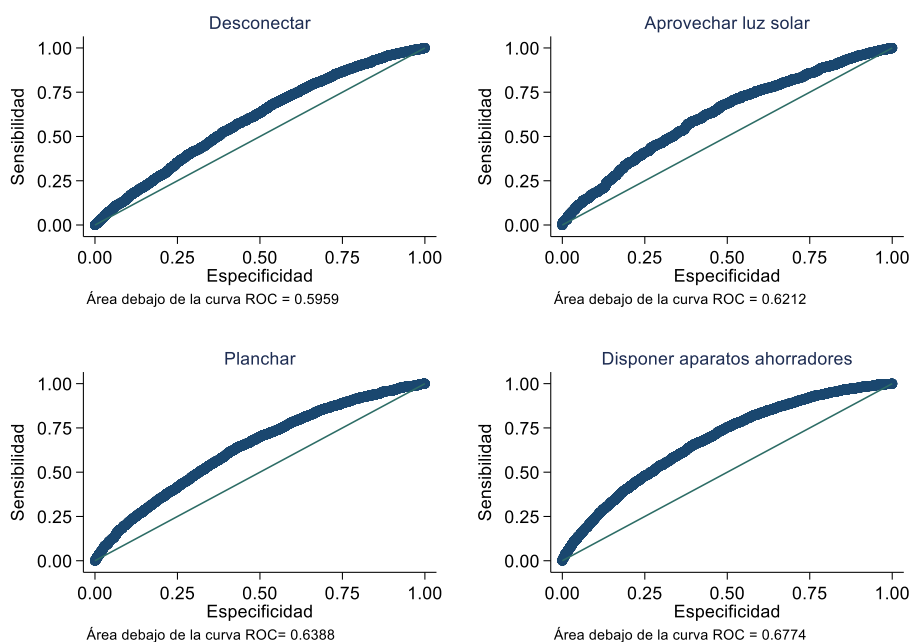 Desconectar
1.00
0.75
0.50
0.25
0.00
Sensibilidad
0.00 0.25 0.50 0.75 1.00
Especificidad
Área debajo de la curva ROC = 0.5959
Aprovechar luz solar
1.00
0.75
0.50
0.25
0.00
Sensibilidad
0.00 0.25 0.50 0.75 1.00
Especificidad
Área debajo de la curva ROC = 0.6212
Planchar
1.00
0.75
0.50
0.25
0.00
Sensibilidad
0.00 0.25 0.50 0.75 1.00
Especificidad
Área debajo de la curva ROC= 0.6388
Disponer aparatos ahorradores
1.00
0.75
0.50
0.25
0.00
Sensibilidad
0.00 0.25 0.50 0.75 1.00
Especificidad
Área debajo de la curva ROC = 0.6774